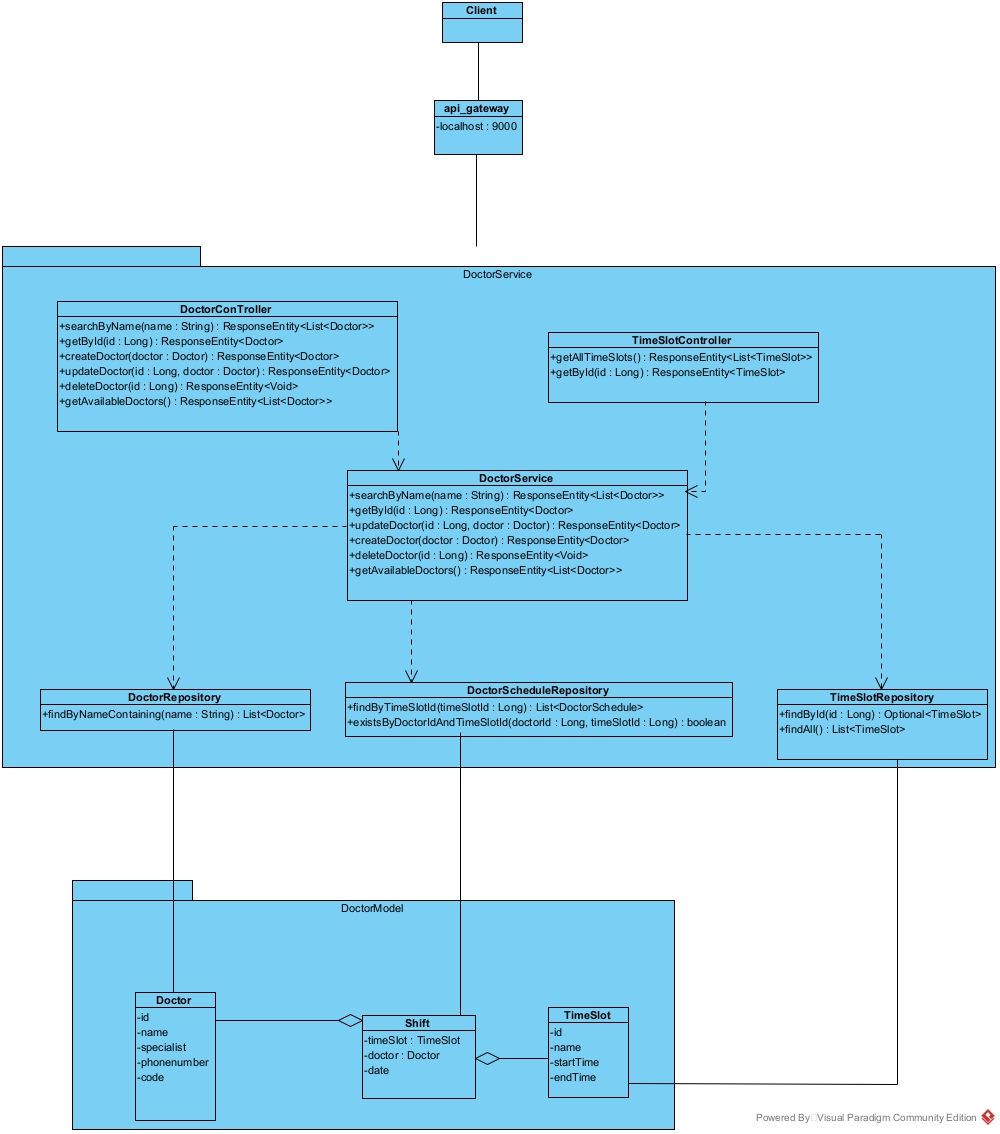 Client
api_gateway
-localhost : 9000
DoctorService
DoctorConTroller
+searchByName(name : String) : ResponseEntity<List<Doctor>>
+getById(id : Long) : ResponseEntity<Doctor>
+createDoctor(doctor : Doctor) : ResponseEntity<Doctor>
+updateDoctor(id : Long, doctor : Doctor) : ResponseEntity<Doctor>
+deleteDoctor(id : Long) : ResponseEntity<Void>
+getAvailableDoctors() : ResponseEntity<List<Doctor>>
TimeSlotController
+getAllTimeSlots() : ResponseEntity<List<TimeSlot>>
+getById(id : Long) : ResponseEntity<TimeSlot>
DoctorService
+searchByName(name : String) : ResponseEntity<List<Doctor>>
+getById(id : Long) : ResponseEntity<Doctor>
+updateDoctor(id : Long, doctor : Doctor) : ResponseEntity<Doctor>
+createDoctor(doctor : Doctor) : ResponseEntity<Doctor>
+deleteDoctor(id : Long) : ResponseEntity<Void>
+getAvailableDoctors() : ResponseEntity<List<Doctor>>
DoctorRepository
+findByNameContaining(name : String) : List<Doctor>
DoctorScheduleRepository
+findByTimeSlotId(timeSlotId : Long) : List<DoctorSchedule>
+existsByDoctorIdAndTimeSlotId(doctorId : Long, timeSlotId : Long) : boolean
TimeSlotRepository
+findById(id : Long) : Optional<TimeSlot>
+findAll() : List<TimeSlot>
DoctorModel
Doctor
-id
-name
-specialist
-phonenumber
-code
Shift
-timeSlot : TimeSlot
-doctor : Doctor
-date
TimeSlot
-id
-name
-startTime
-endTime
Powered By Visual Paradigm Community Edition